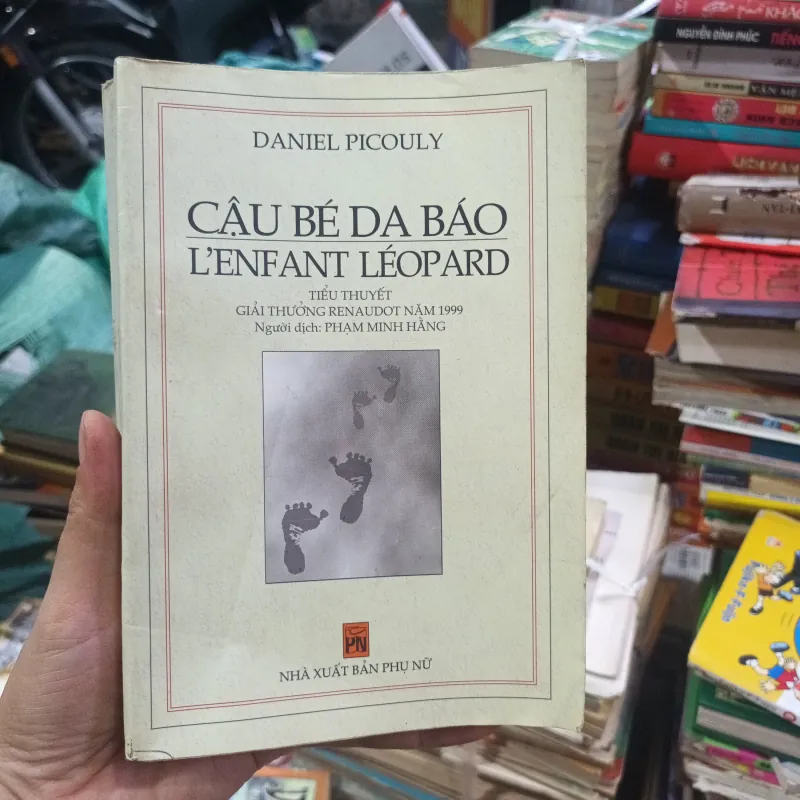 DANIEL PICOULY
CẬU BÉ DA BÁO
L'ENFANT LÉOPARD
TIỂU THUYẾT
GIẢI THƯỞNG RENAUDOT NĂM 1999
Người dịch: PHẠM MINH HẰNG
PN
NHÀ XUẤT BẢN PHỤ NỮ
NGUYỄN ĐÌNH PHÚC